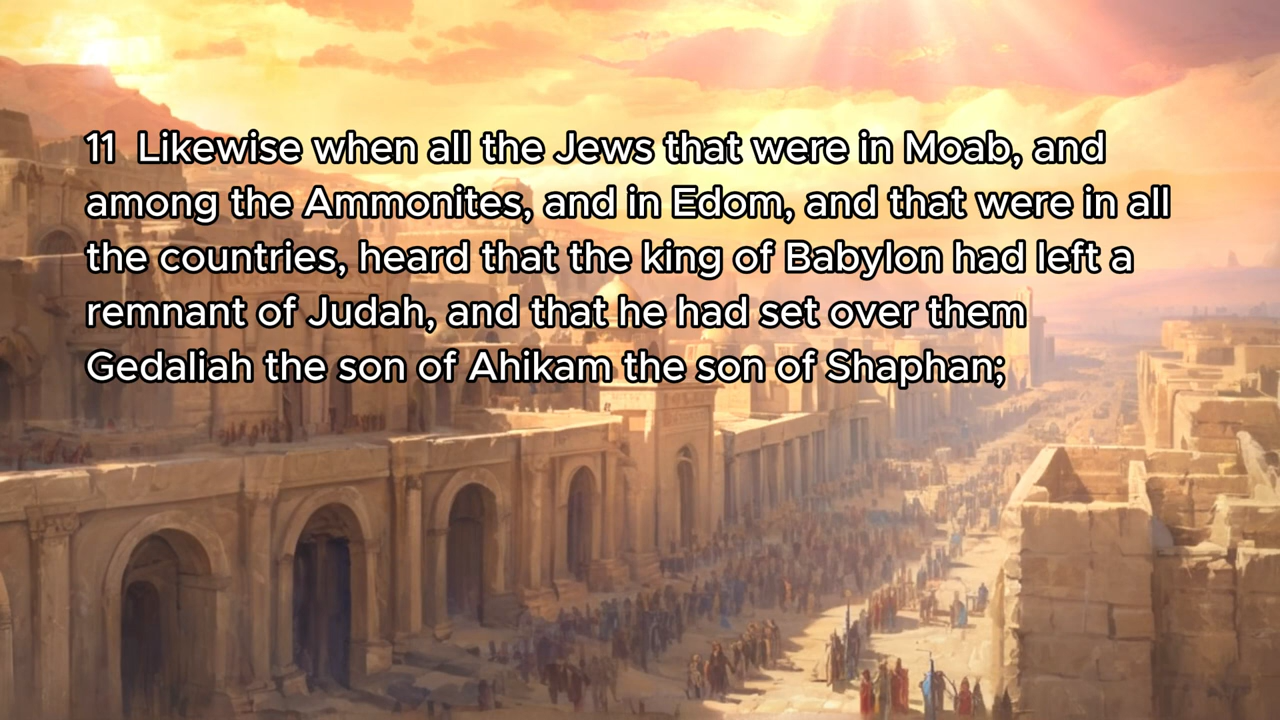 11  Likewise when all the Jews that were in Moab, and
among the Ammonites, and in Edom, and that were in all
the countries, heard that the king of Babylon had left a
remnant of Judah, and that he had set over them
Gedaliah the son of Ahikam the son of Shaphan;